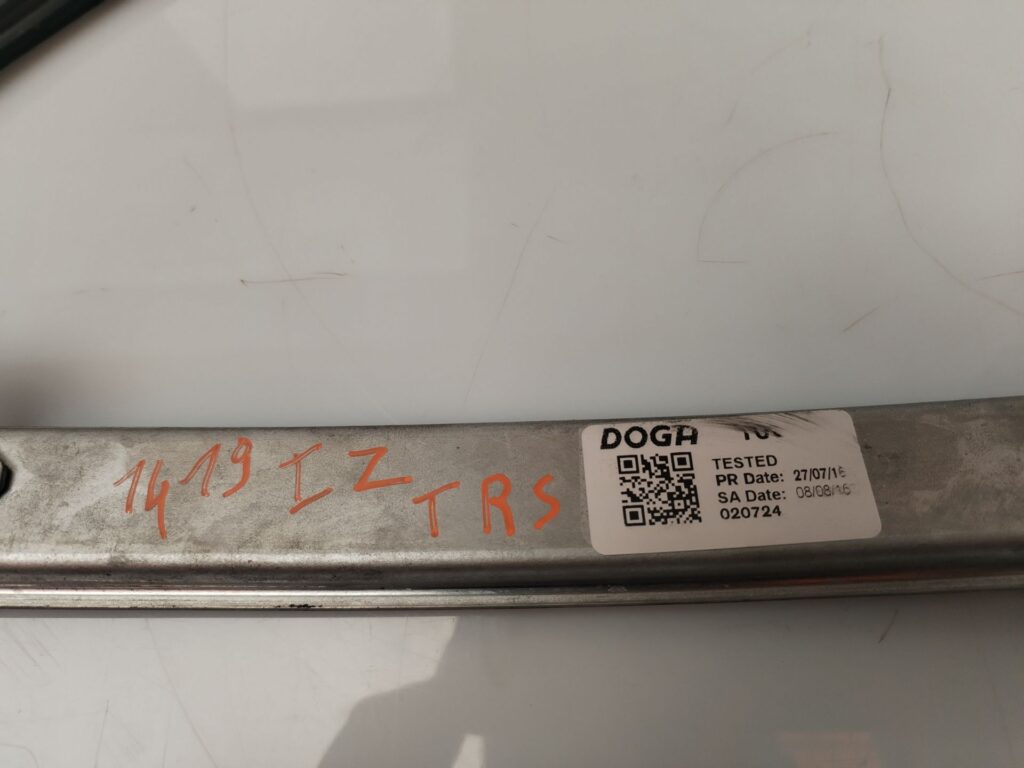 1419 IZ TRS
DOGA
TESTED
PR Date: 27/07/16
SA Date: 08/08/16
020724